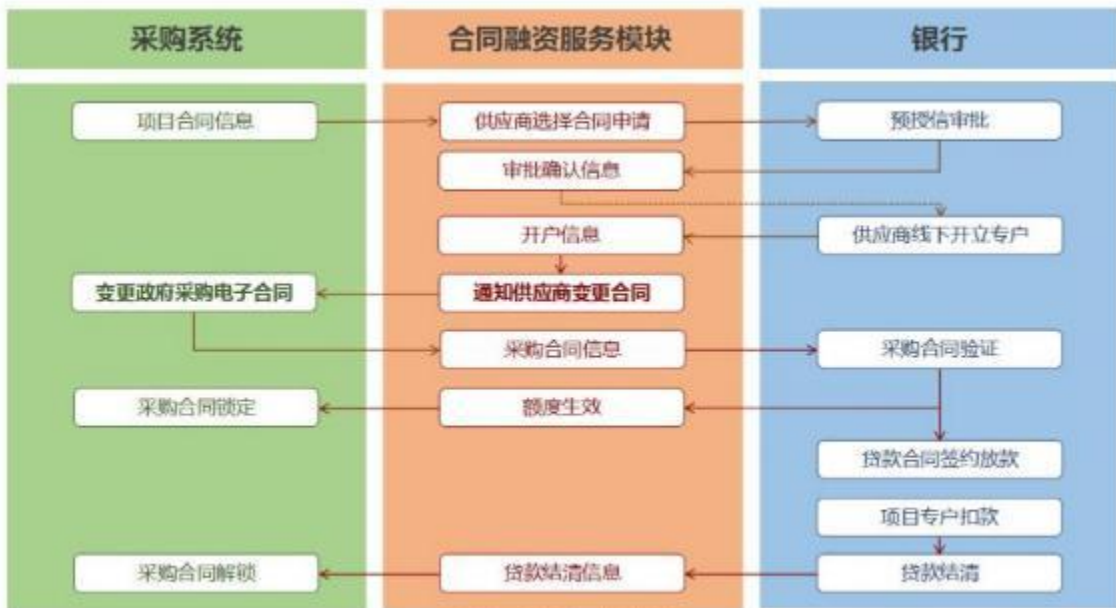 采购系统
合同融资服务模块
银行
项目合同信息
供应商选择合同申请
预授信审批
审批确认信息
开户信息
供应商线下开立专户
变更政府采购电子合同
通知供应商变更合同
采购合同信息
采购合同验证
采购合同锁定
额度生效
贷款合同签约放款
项目专户扣款
采购合同解锁
贷款结清信息
贷款结清